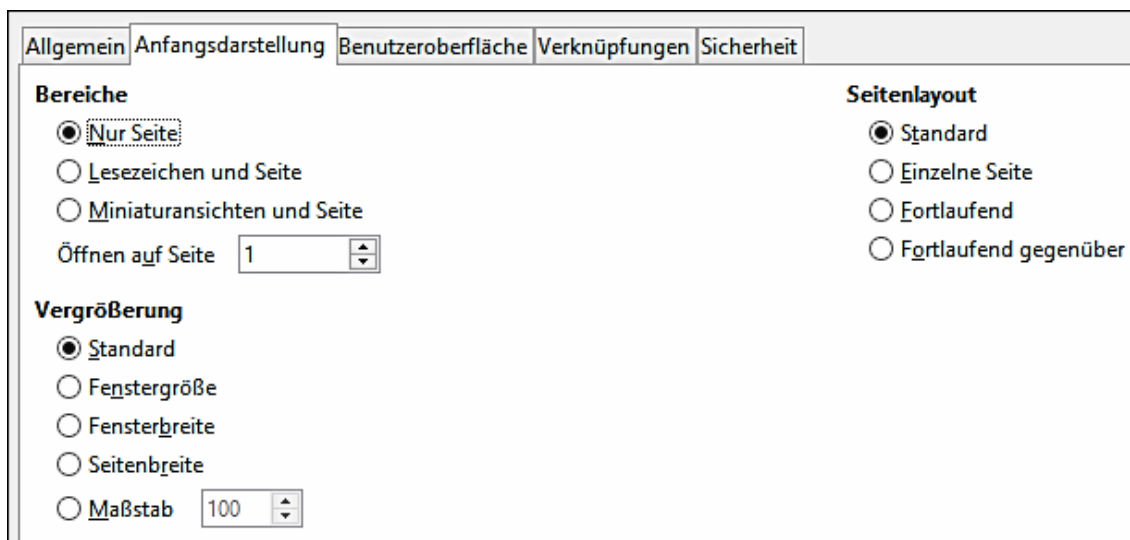 Allgemein Anfangsdarstellung Benutzeroberfläche Verknüpfungen Sicherheit
Bereiche
Nur Seite
Lesezeichen und Seite
Miniaturansichten und Seite
Öffnen auf Seite 1
Seitenlayout
Standard
Einzelne Seite
Fortlaufend
Fortlaufend gegenüber
Vergrößerung
Standard
Fenstergröße
Fensterbreite
Seitenbreite
Maßstab 100